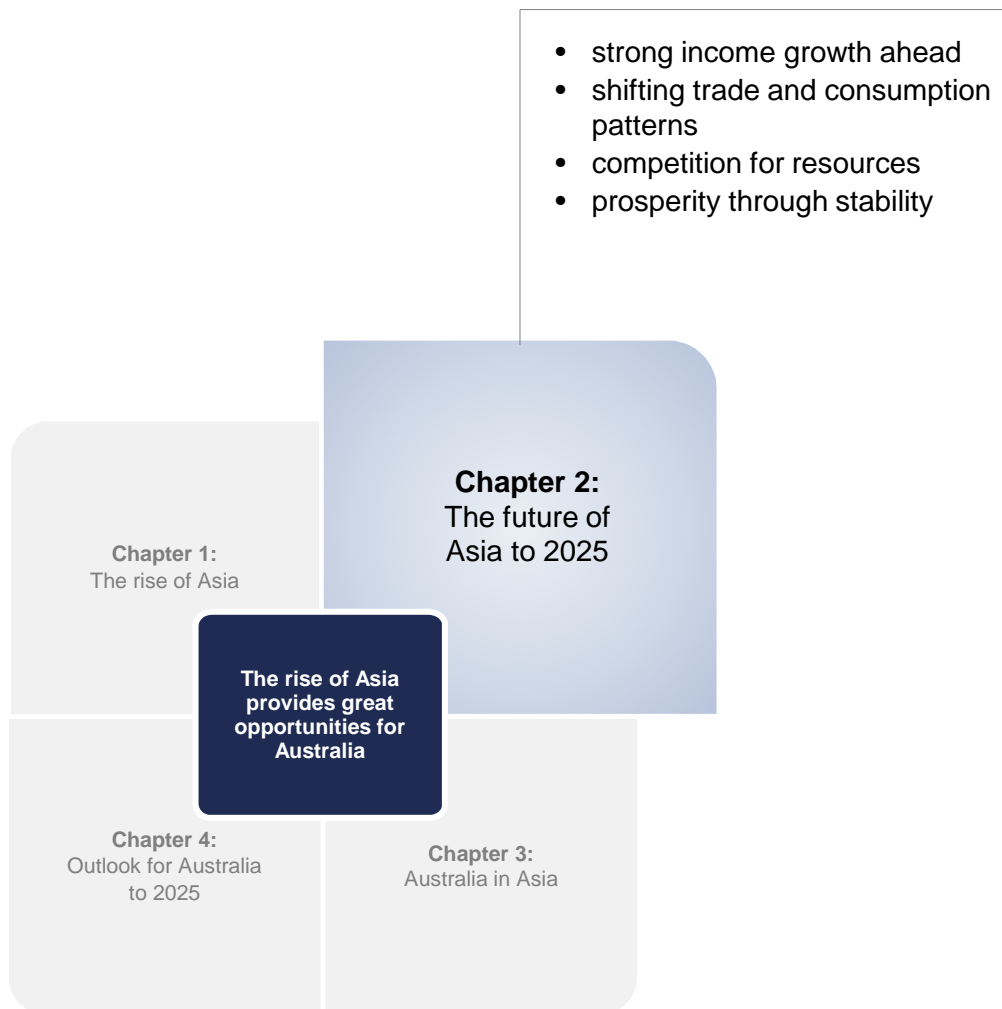 • strong income growth ahead
• shifting trade and consumption
patterns
• competition for resources
• prosperity through stability
Chapter 2:
The future of
Asia to 2025
Chapter 1:
The rise of Asia
The rise of Asia
provides great
opportunities for
Australia
Chapter 4:
Outlook for Australia
to 2025
Chapter 3:
Australia in Asia